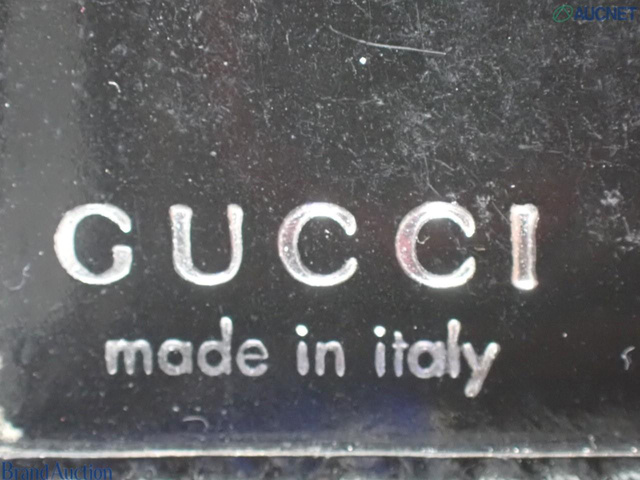 AUCNET
GUCCI
made in italy
Brand Auction